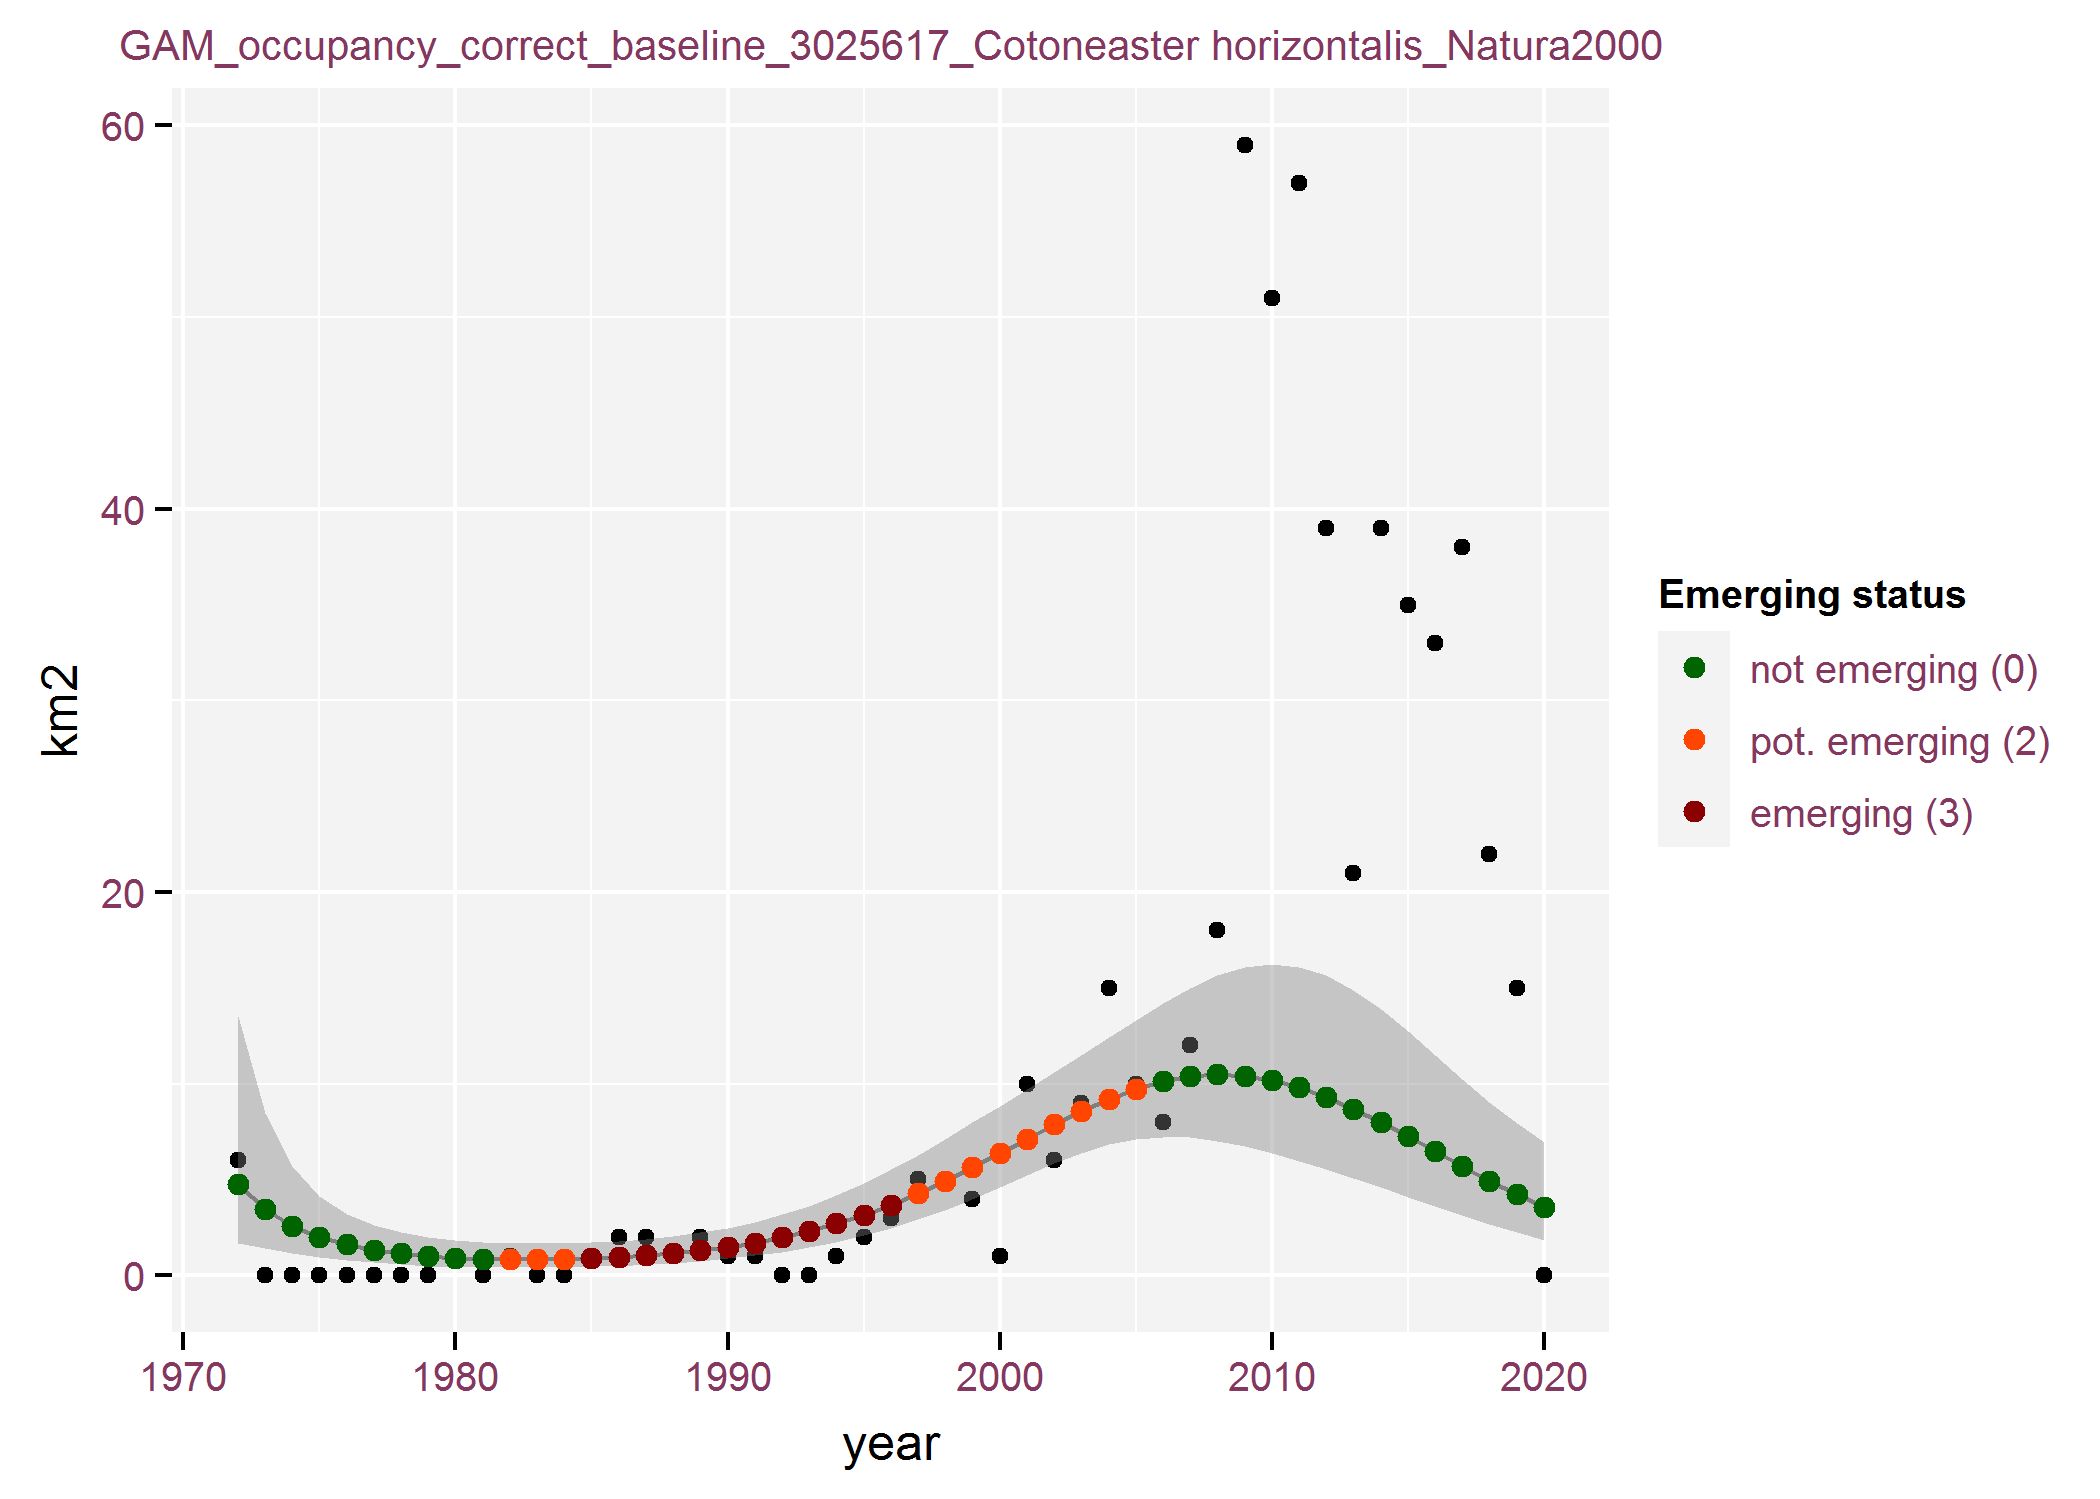 GAM_occupancy_correct_baseline_3025617_Cotoneaster horizontalis_Natura2000
60
40
20
0
km2
1970 1980 1990 2000 2010 2020
year
Emerging status
not emerging (0)
pot. emerging (2)
emerging (3)